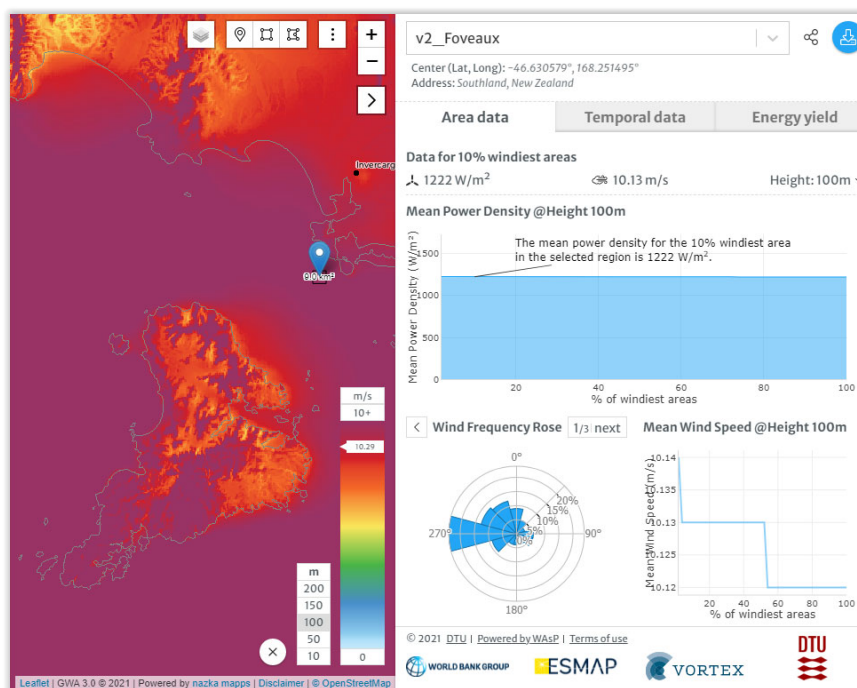 +
−
Invercarg
9.0 km²
m/s
10+
10.29
0
m
200
150
100
50
10
Leaflet | GWA 3.0 © 2021 | Powered by nazka mapps | Disclaimer | © OpenStreetMap
v2_Foveaux
Center (Lat, Long): -46.630579°, 168.251495°
Address: Southland, New Zealand
Area data
Temporal data
Energy yield
Data for 10% windiest areas
1222 W/m²
10.13 m/s
Height: 100m
Mean Power Density @Height 100m
The mean power density for the 10% windiest area
in the selected region is 1222 W/m².
Mean Power Density (W/m²)
1500
1000
500
0
20 40 60 80 100
% of windiest areas
Wind Frequency Rose
1/3 next
0°
90°
180°
270°
20%
15%
10%
5%
0%
Mean Wind Speed @Height 100m
Mean Wind Speed (m/s)
10.14
10.135
10.13
10.125
10.12
20 40 60 80 100
% of windiest areas
© 2021 DTU | Powered by WAsP | Terms of use
WORLD BANK GROUP
ESMAP
VORTEX
DTU